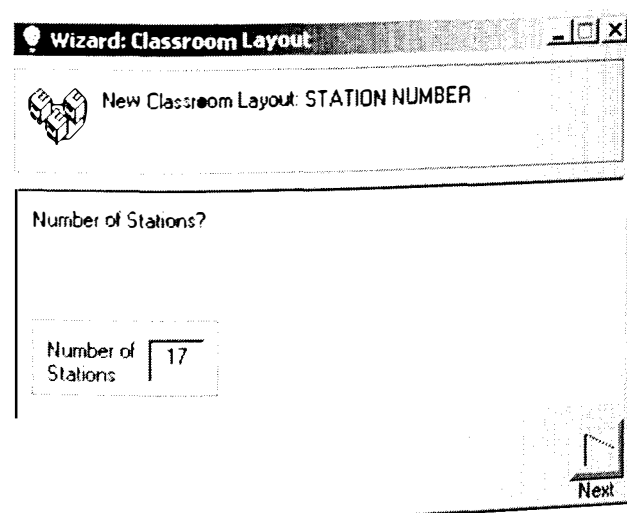 Wizard: Classroom Layout
New Classroom Layout: STATION NUMBER
Number of Stations?
Number of
Stations
17
Next